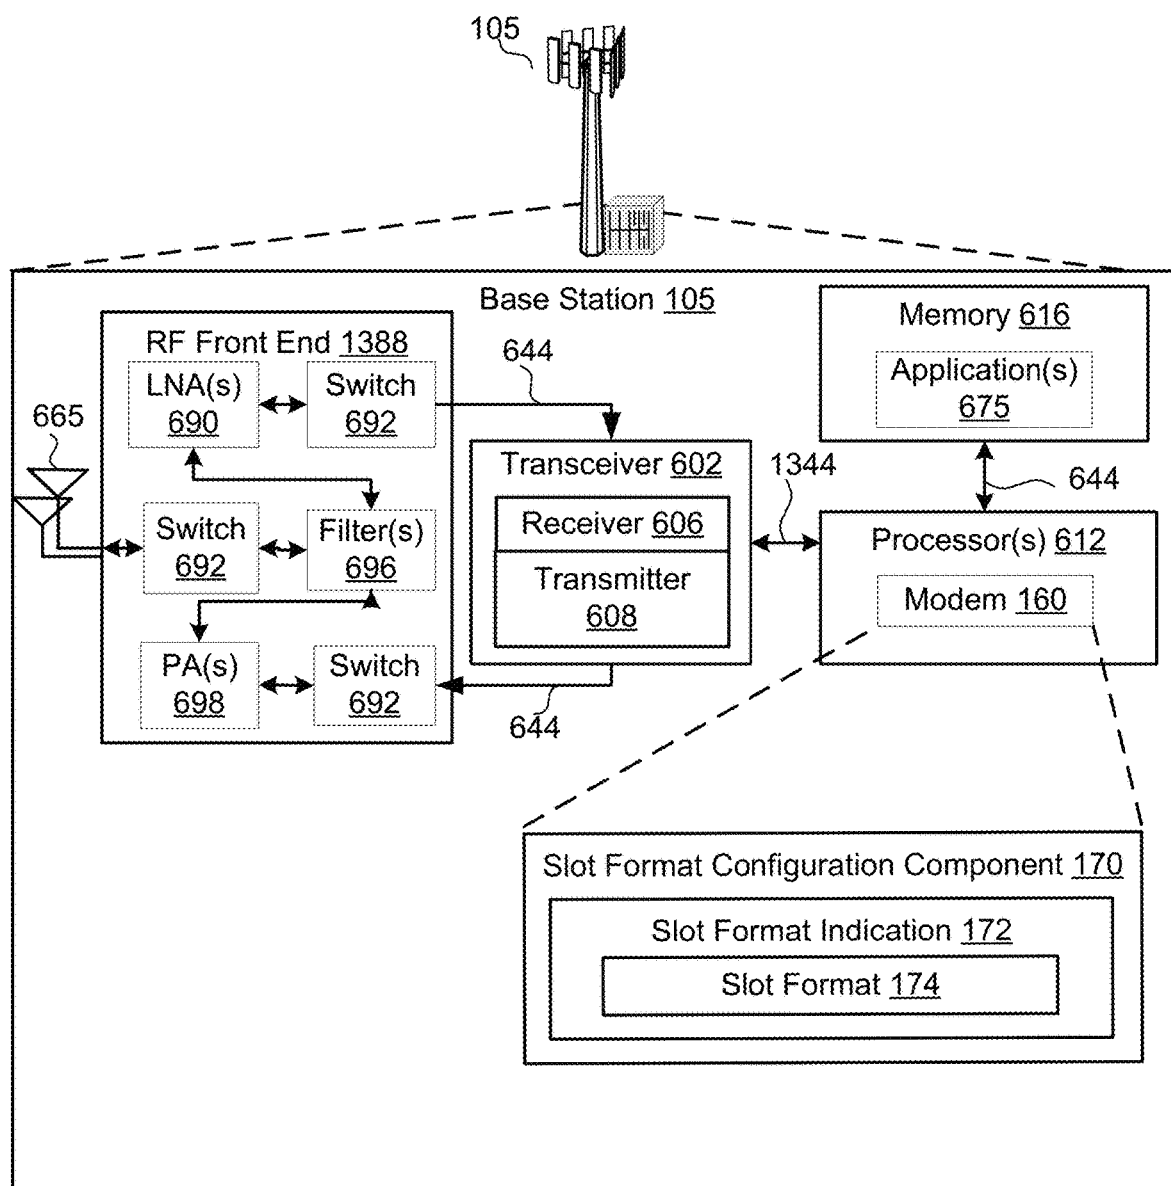 105
Base Station 105
RF Front End 1388
LNA(s)
690
Switch
692
644
665
Switch
692
Filter(s)
696
PA(s)
698
Switch
692
644
Transceiver 602
Receiver 606
Transmitter
608
1344
Memory 616
Application(s)
675
644
Processor(s) 612
Modem 160
Slot Format Configuration Component 170
Slot Format Indication 172
Slot Format 174